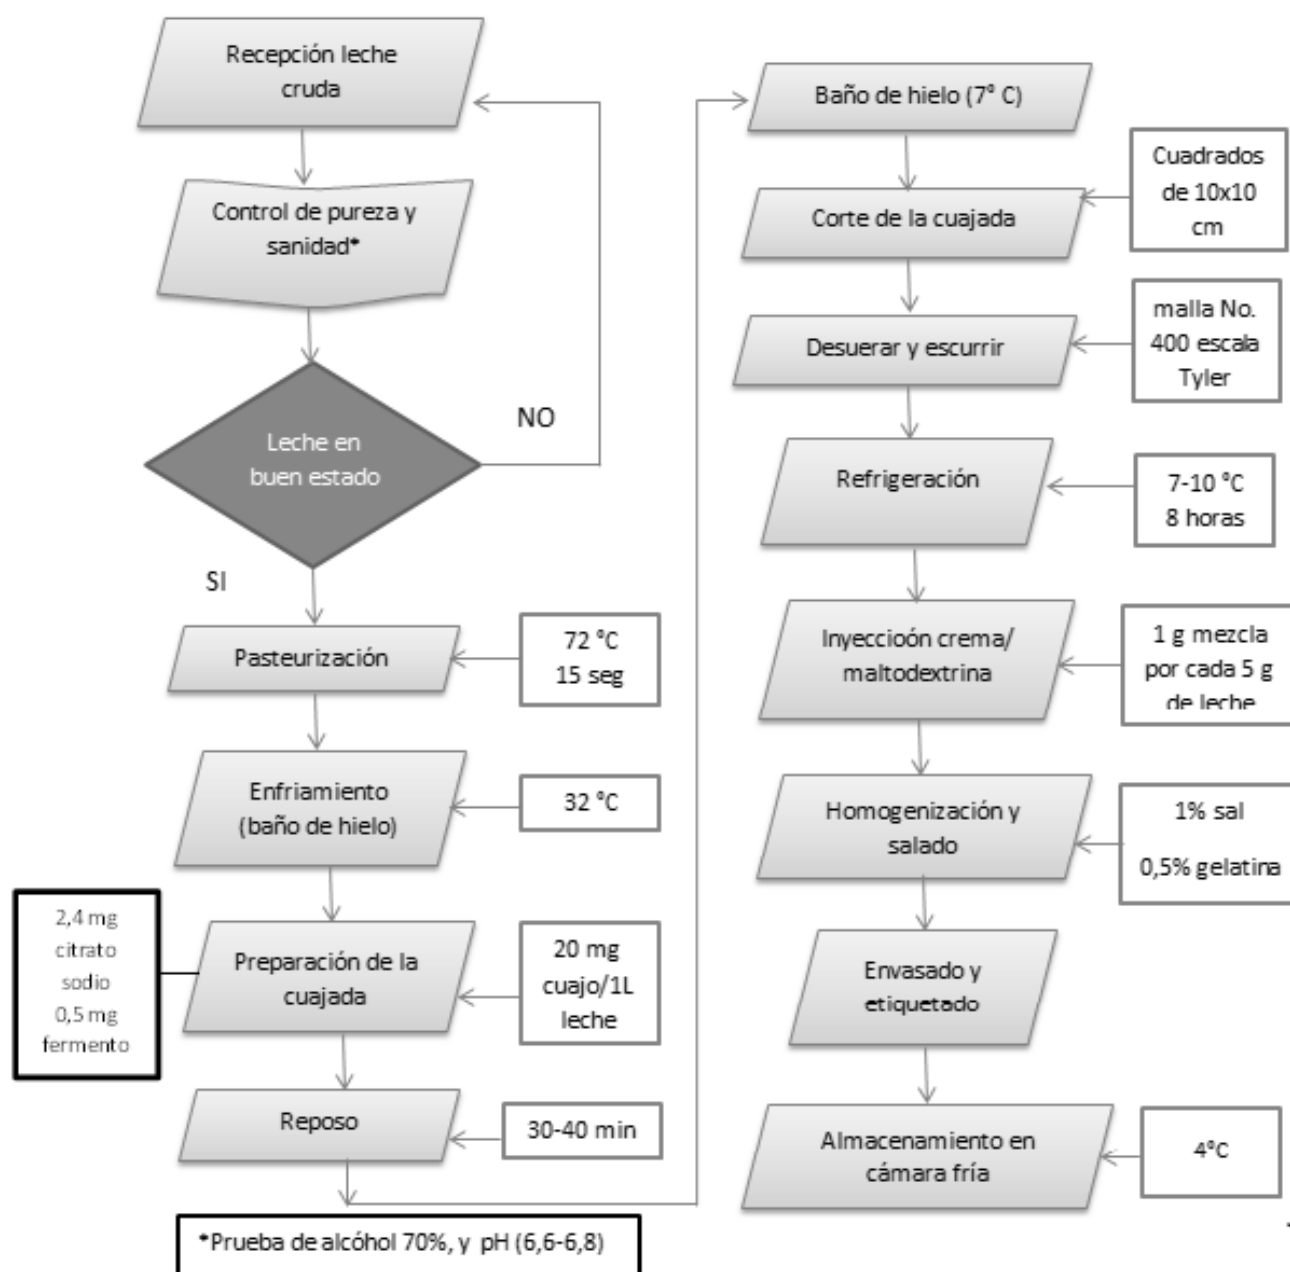 Recepción leche
cruda
Control de pureza y
sanidad*
Leche en
buen estado
NO
SI
Pasteurización
72 °C
15 seg
Enfriamiento
(baño de hielo)
32 °C
2,4 mg
citrato
sodio
0,5 mg
fermento
Preparación de la
cuajada
20 mg
cuajo/1L
leche
Reposo
30-40 min
*Prueba de alcóhol 70%, y pH (6,6-6,8)
Baño de hielo (7° C)
Corte de la cuajada
Cuadrados
de 10x10
cm
Desuerar y escurrir
malla No.
400 escala
Tyler
Refrigeración
7-10 °C
8 horas
Inyeccioón crema/
maltodextrina
1 g mezcla
por cada 5 g
de leche
Homogenización y
salado
1% sal
0,5% gelatina
Envasado y
etiquetado
Almacenamiento en
cámara fría
4°C